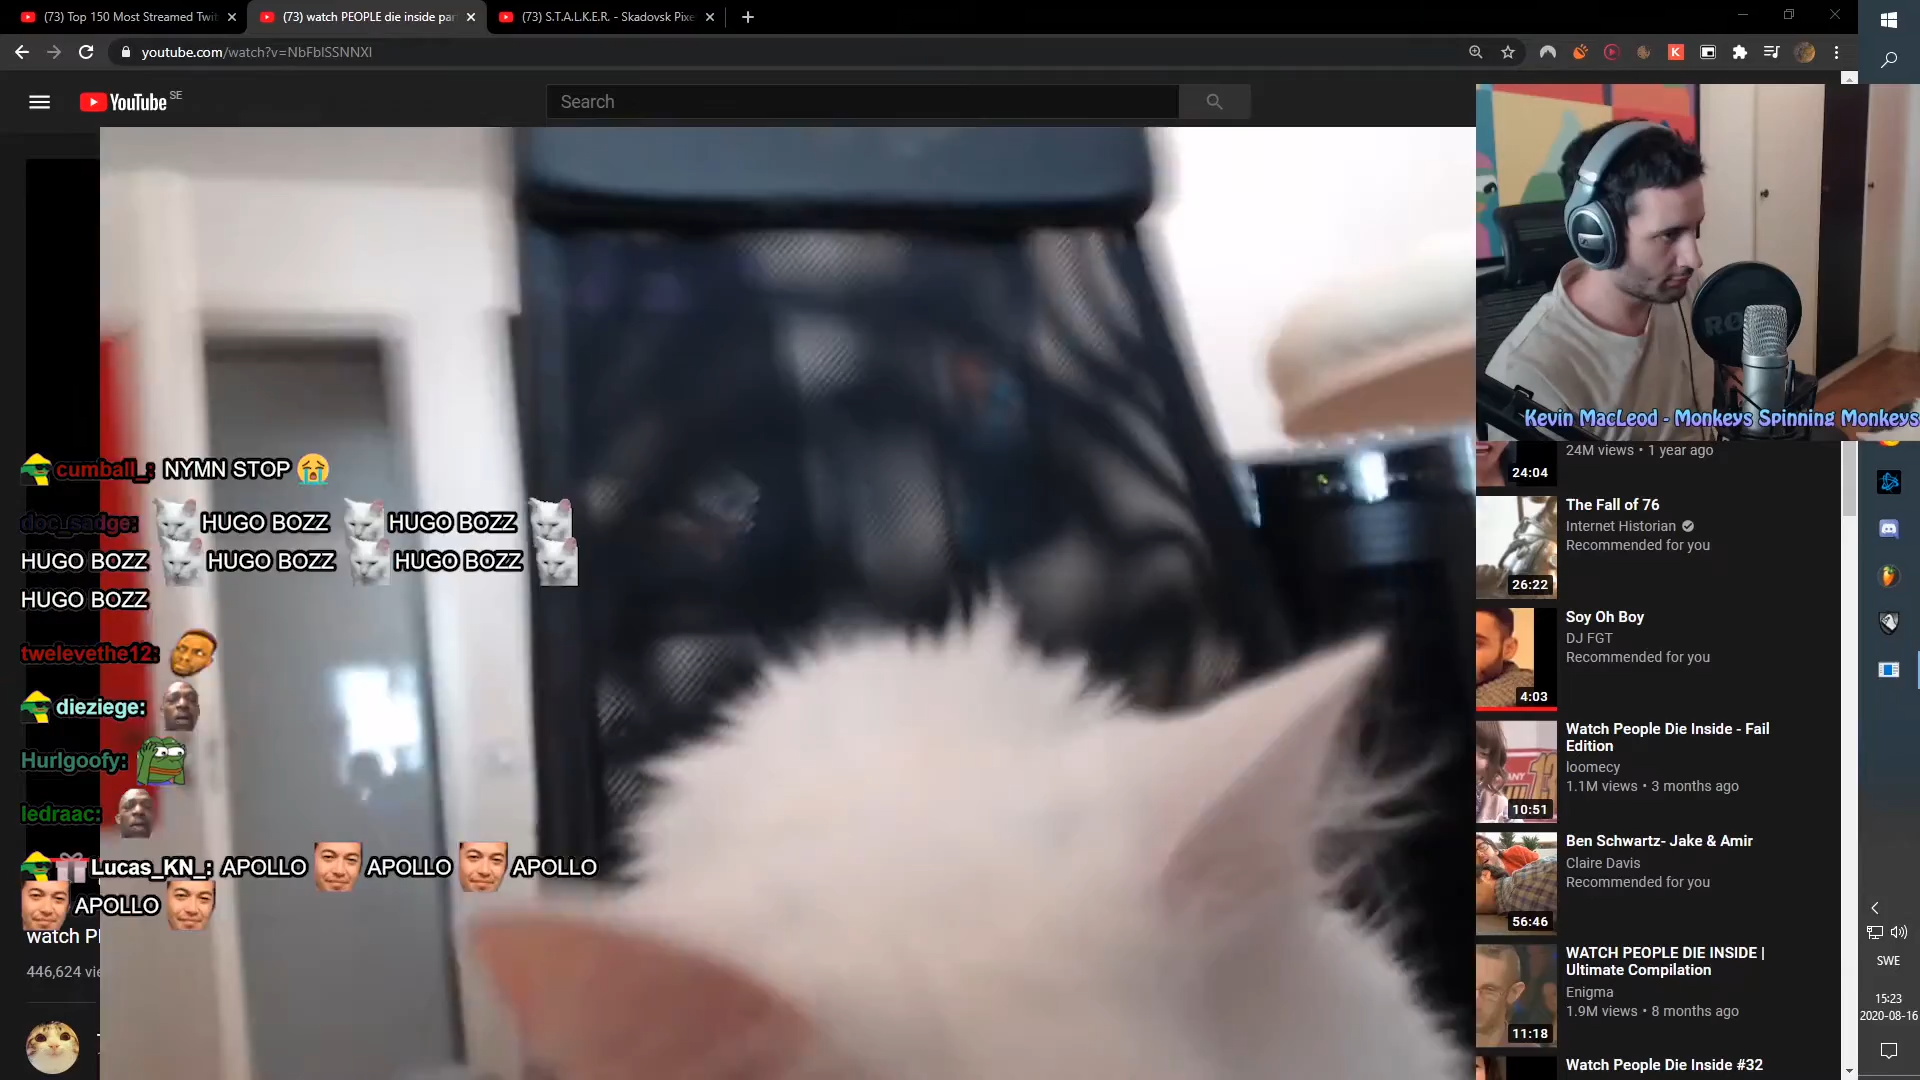 (73) Top 150 Most Streamed Twi
(73) watch PEOPLE die inside par
(73) S.T.A.L.K.E.R. - Skadovsk Pixe
youtube.com/watch?v=NbFbISSNNXI
K
YouTube SE
Search
RØ
Kevin MacLeod - Monkeys Spinning Monkeys
24M views • 1 year ago
24:04
cumball_: NYMN STOP
The Fall of 76
Internet Historian
Recommended for you
26:22
doc_sadge: HUGO BOZZ HUGO BOZZ
HUGO BOZZ HUGO BOZZ HUGO BOZZ
HUGO BOZZ
Soy Oh Boy
DJ FGT
Recommended for you
4:03
twelevethe12:
dieziege:
Hurlgoofy:
Watch People Die Inside - Fail
Edition
loomecy
1.1M views • 3 months ago
10:51
ledraac:
Lucas_KN_: APOLLO APOLLO APOLLO
APOLLO
Ben Schwartz- Jake & Amir
Claire Davis
Recommended for you
56:46
watch P
446,624 vie
WATCH PEOPLE DIE INSIDE |
Ultimate Compilation
Enigma
1.9M views • 8 months ago
11:18
Watch People Die Inside #32
SWE
15:23
2020-08-16